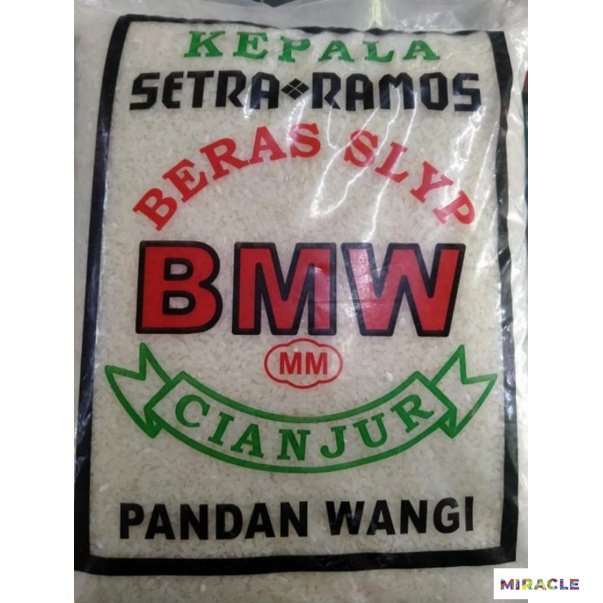 KEPALA
SETRA RAMOS
BERAS SLYP
BMW
MM
CIANJUR
PANDAN WANGI
MIRACLE